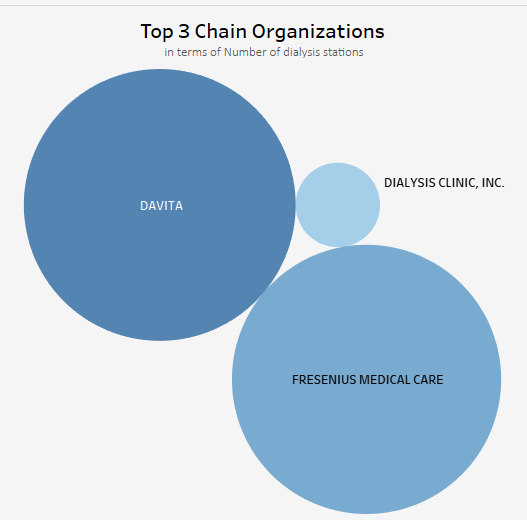 Top 3 Chain Organizations
in terms of Number of dialysis stations
DIALYSIS CLINIC, INC.
DAVITA
FRESENIUS MEDICAL CARE